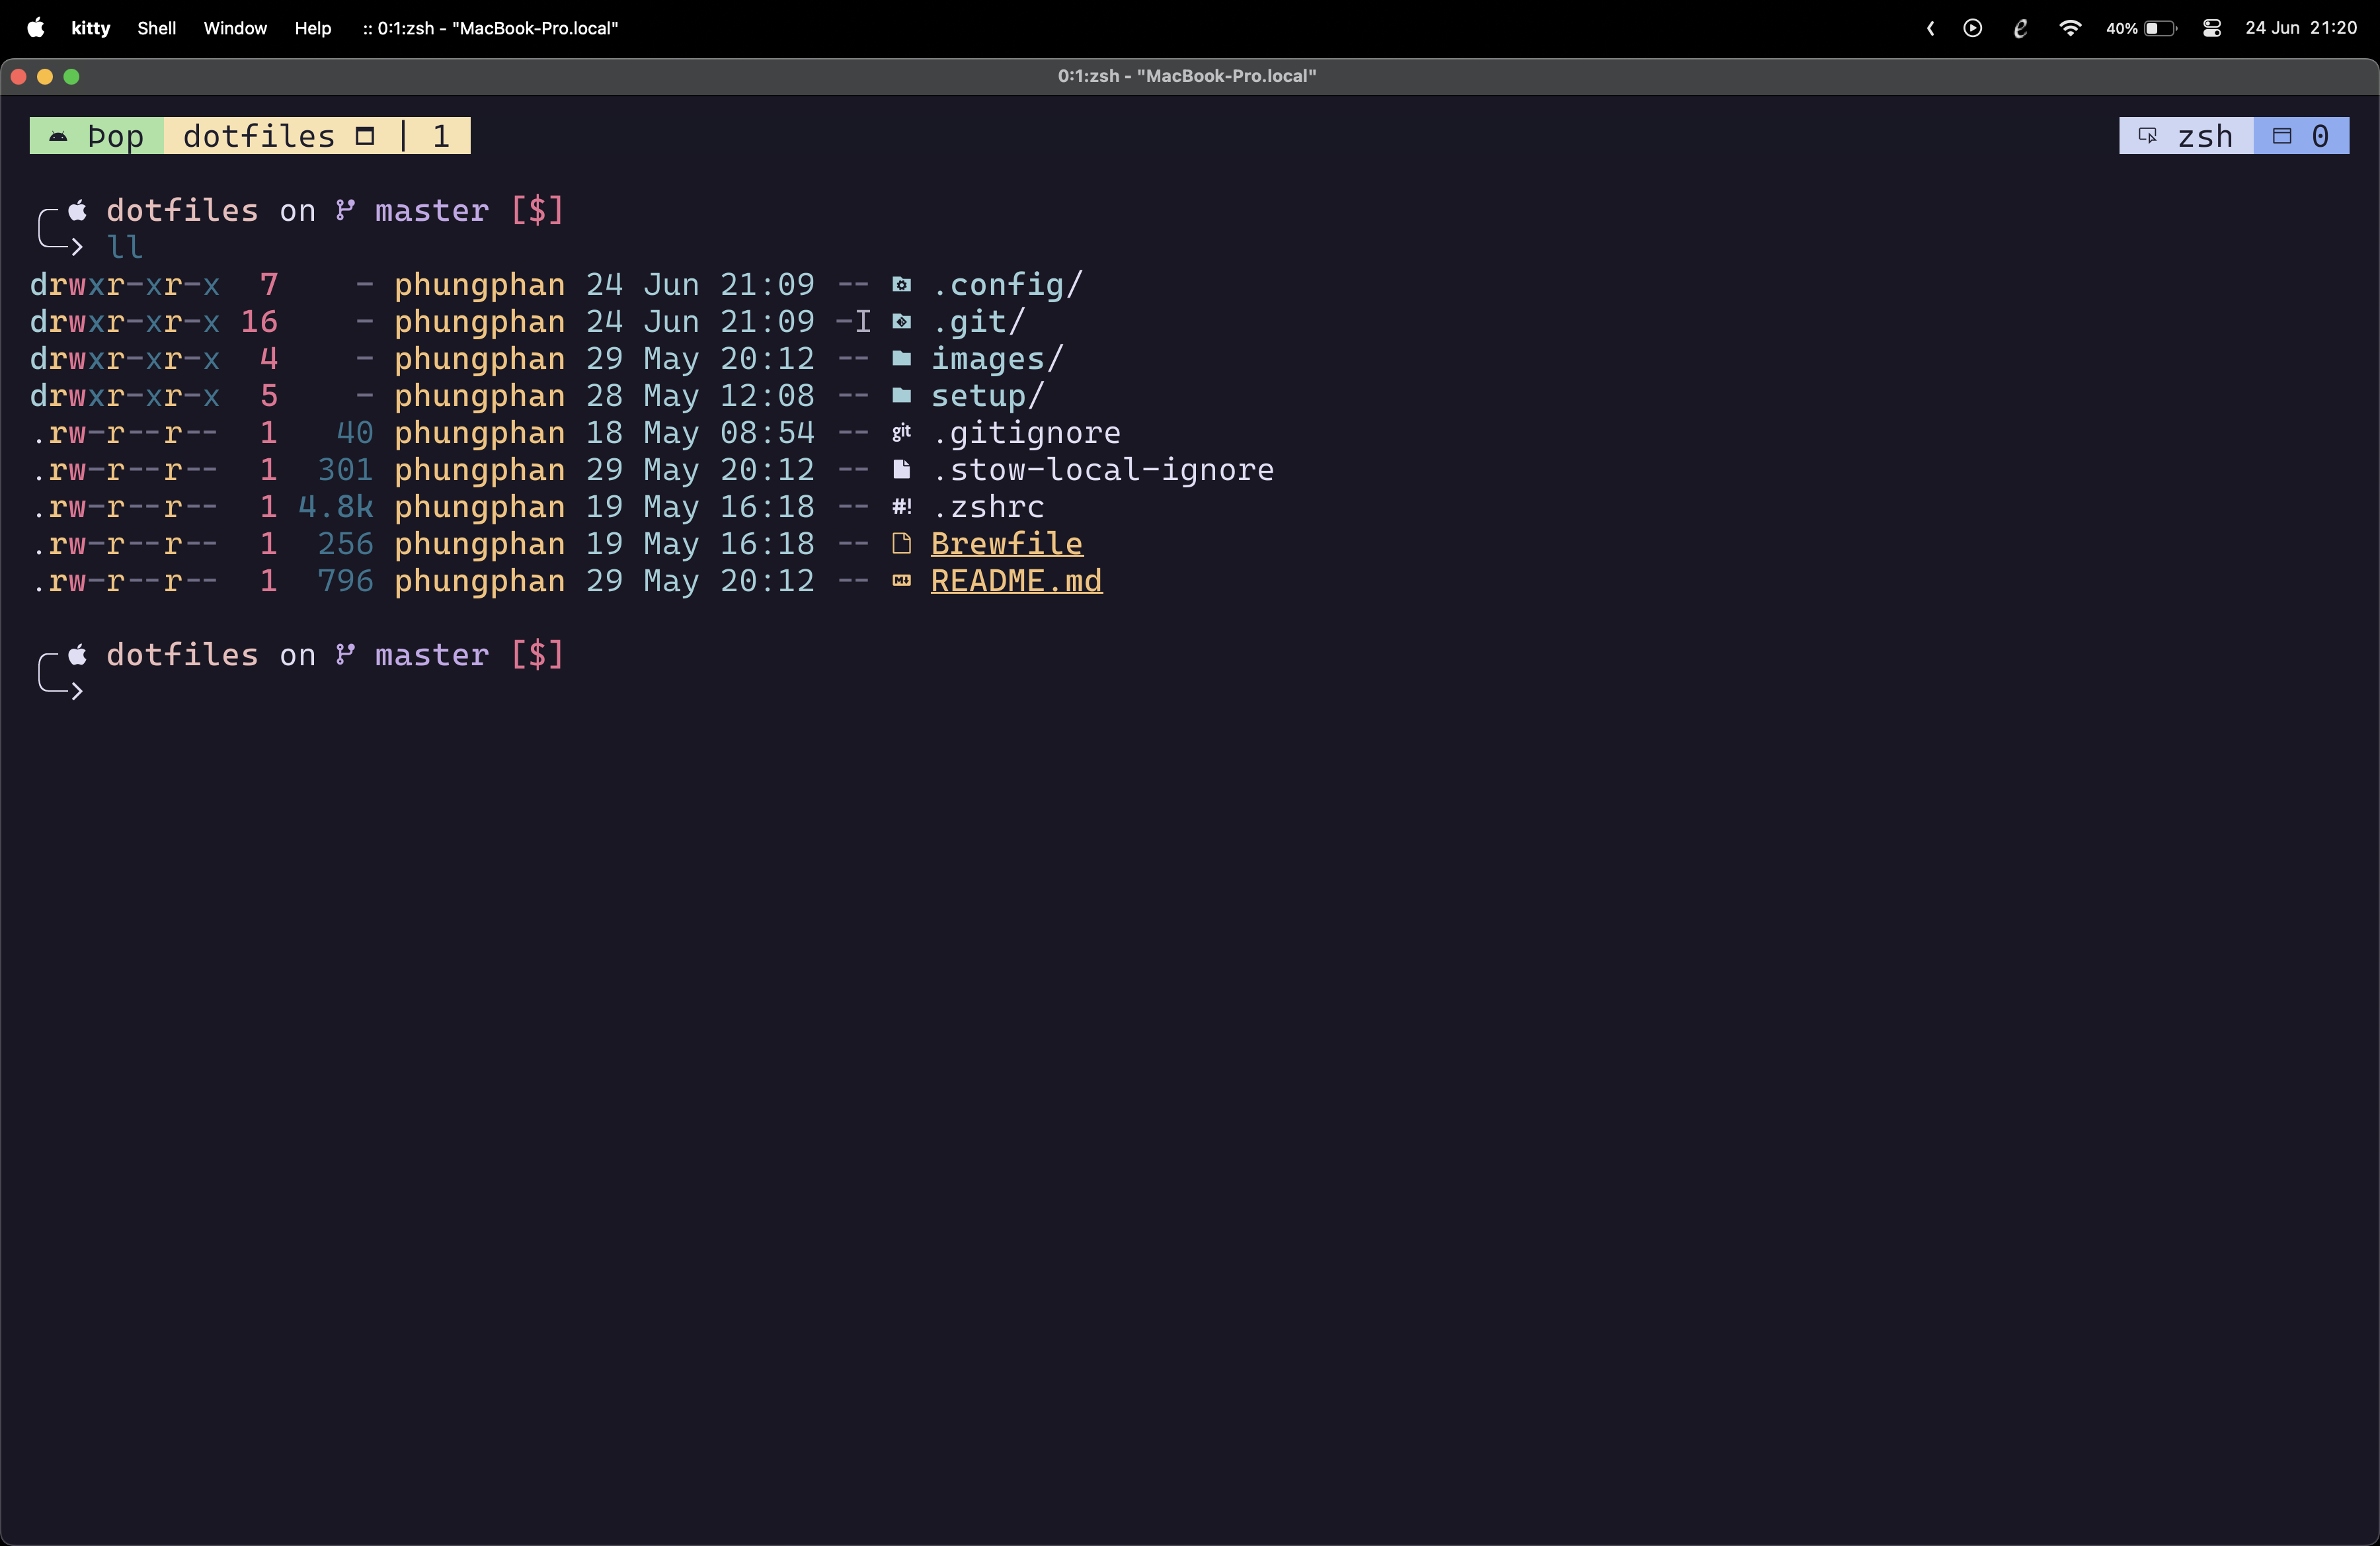 kitty Shell Window Help :: 0:1:zsh - "MacBook-Pro.local" 40% 24 Jun 21:20
0:1:zsh - "MacBook-Pro.local"
Þop dotfiles | 1 zsh 0
dotfiles on master [$]
> ll
drwxr-xr-x 7 - phungphan 24 Jun 21:09 -- .config/
drwxr-xr-x 16 - phungphan 24 Jun 21:09 -I .git/
drwxr-xr-x 4 - phungphan 29 May 20:12 -- images/
drwxr-xr-x 5 - phungphan 28 May 12:08 -- setup/
.rw-r--r-- 1 40 phungphan 18 May 08:54 -- git .gitignore
.rw-r--r-- 1 301 phungphan 29 May 20:12 -- .stow-local-ignore
.rw-r--r-- 1 4.8k phungphan 19 May 16:18 -- #! .zshrc
.rw-r--r-- 1 256 phungphan 19 May 16:18 -- Brewfile
.rw-r--r-- 1 796 phungphan 29 May 20:12 -- README.md
dotfiles on master [$]
>